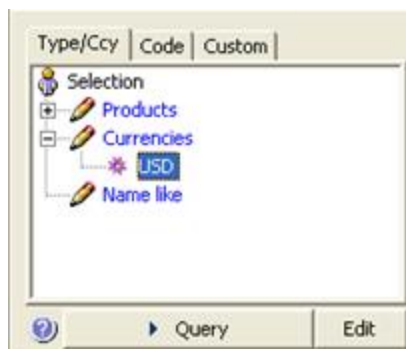 Type/Ccy Code Custom
Selection
Products
Currencies
USD
Name like
Query Edit